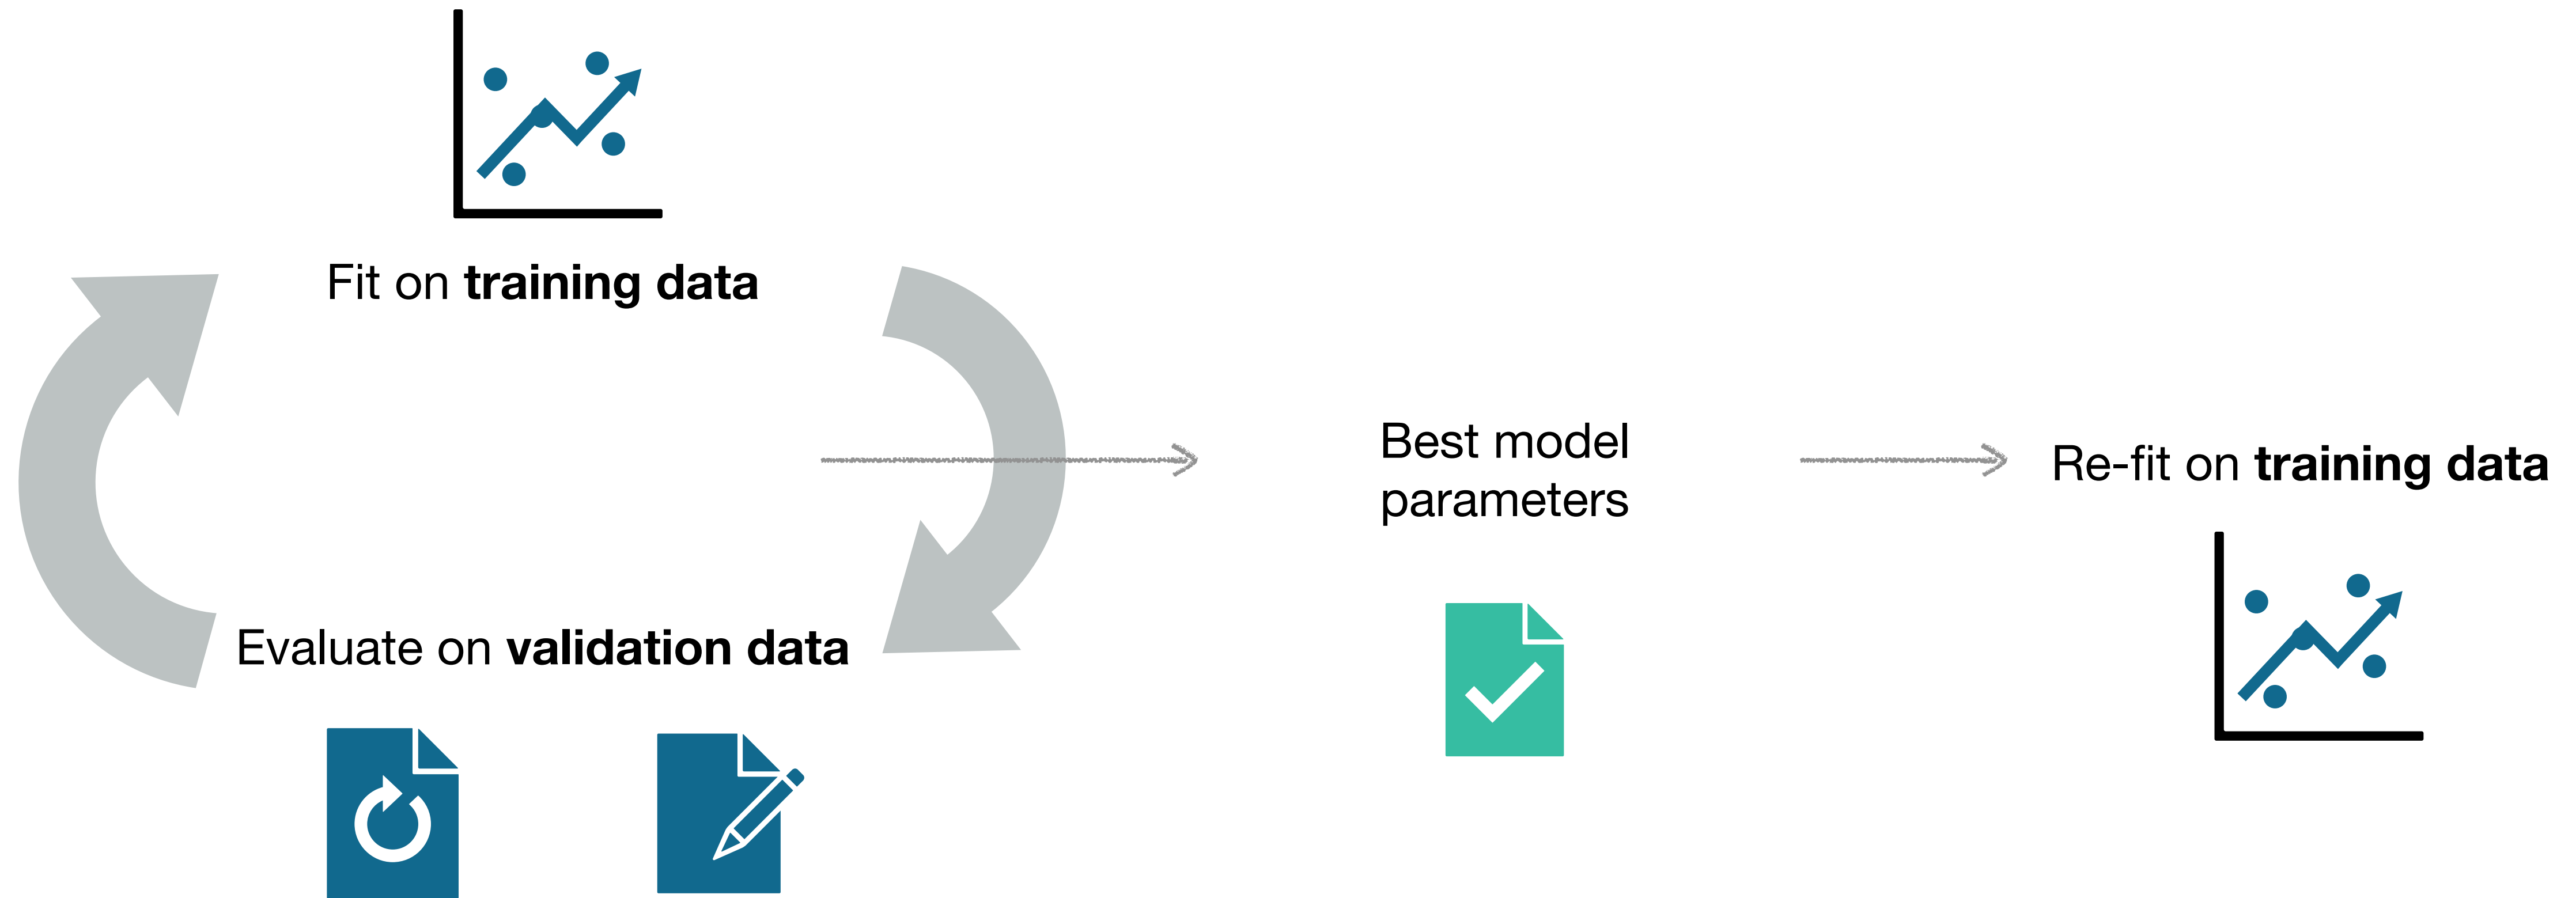 Fit on training data
Evaluate on validation data
Best model
parameters
Re-fit on training data